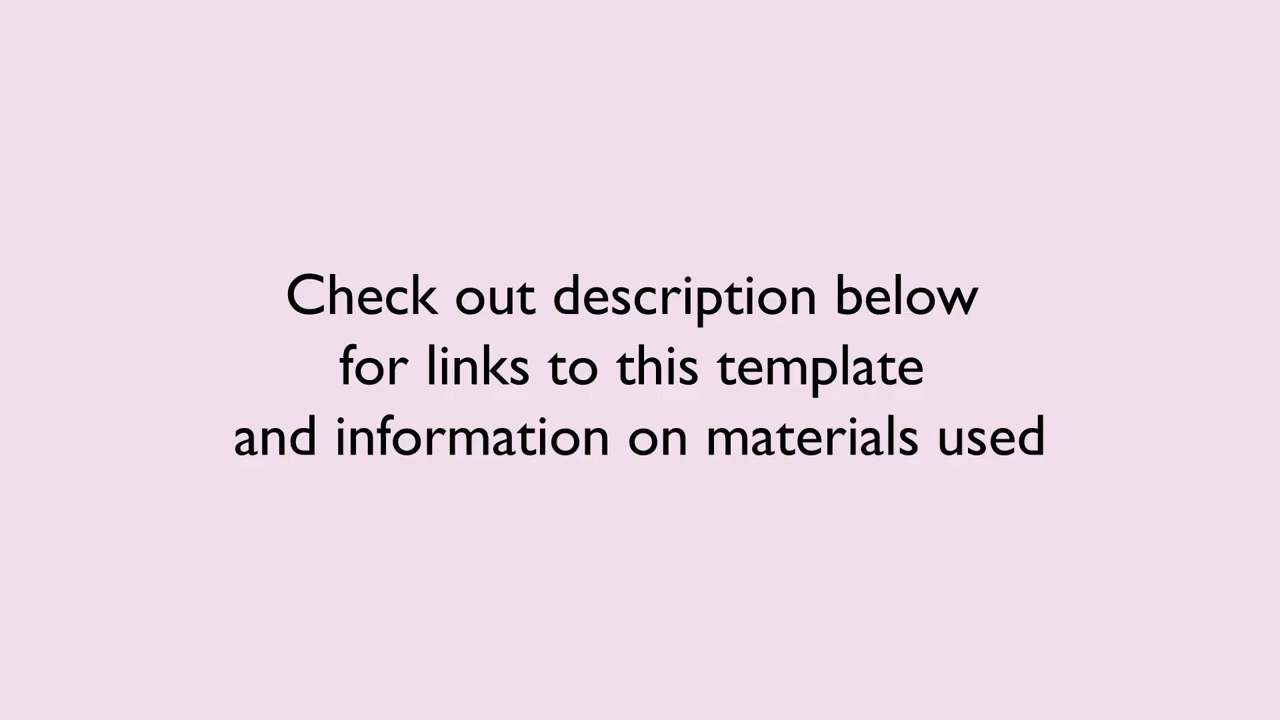 Check out description below
for links to this template
and information on materials used